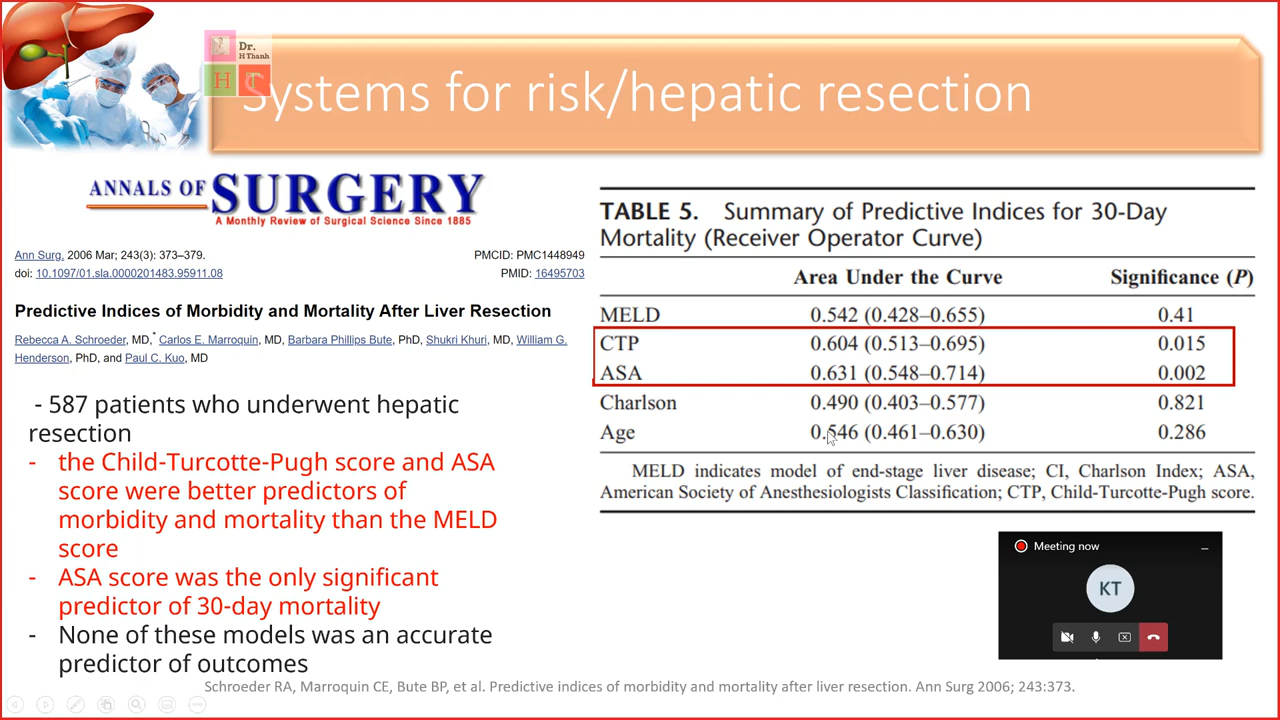 Dr.
H Thanh
H T
Systems for risk/hepatic resection
ANNALS OF SURGERY
A Monthly Review of Surgical Science Since 1885
Ann Surg. 2006 Mar; 243(3): 373–379. PMCID: PMC1448949
doi: 10.1097/01.sla.0000201483.95911.08 PMID: 16495703
Predictive Indices of Morbidity and Mortality After Liver Resection
Rebecca A. Schroeder, MD,* Carlos E. Marroquin, MD, Barbara Phillips Bute, PhD, Shukri Khuri, MD, William G.
Henderson, PhD, and Paul C. Kuo, MD
- 587 patients who underwent hepatic
resection
- the Child-Turcotte-Pugh score and ASA
score were better predictors of
morbidity and mortality than the MELD
score
- ASA score was the only significant
predictor of 30-day mortality
- None of these models was an accurate
predictor of outcomes
TABLE 5. Summary of Predictive Indices for 30-Day
Mortality (Receiver Operator Curve)
Area Under the Curve Significance (P)
MELD 0.542 (0.428–0.655) 0.41
CTP 0.604 (0.513–0.695) 0.015
ASA 0.631 (0.548–0.714) 0.002
Charlson 0.490 (0.403–0.577) 0.821
Age 0.546 (0.461–0.630) 0.286
MELD indicates model of end-stage liver disease; CI, Charlson Index; ASA,
American Society of Anesthesiologists Classification; CTP, Child-Turcotte-Pugh score.
Meeting now
KT
Schroeder RA, Marroquin CE, Bute BP, et al. Predictive indices of morbidity and mortality after liver resection. Ann Surg 2006; 243:373.